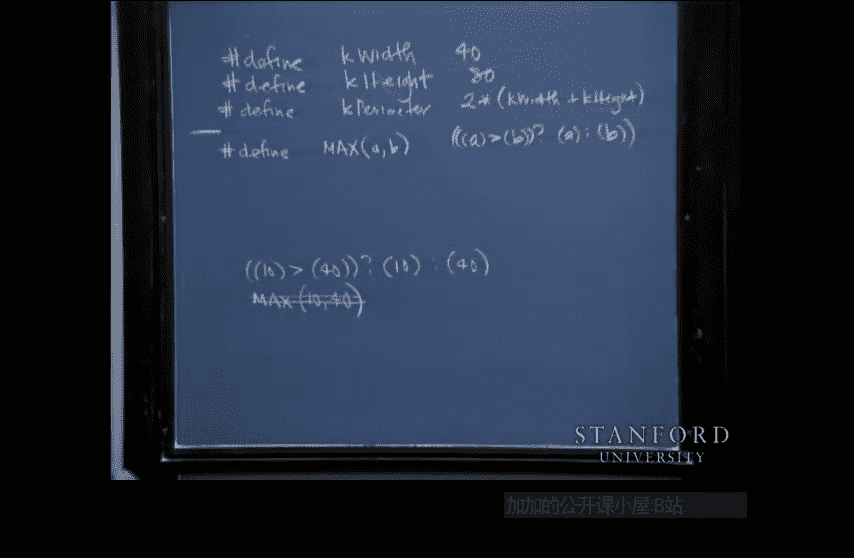 #define kWidth 40
#define kHeight 80
#define kPerimeter 2*(kWidth + kHeight)
#define MAX(a,b) (((a)>(b))? (a) : (b))
((10) > (40))? (10) : (40)
MAX(10,40)
STANFORD
UNIVERSITY
加加的公开课小屋:B站